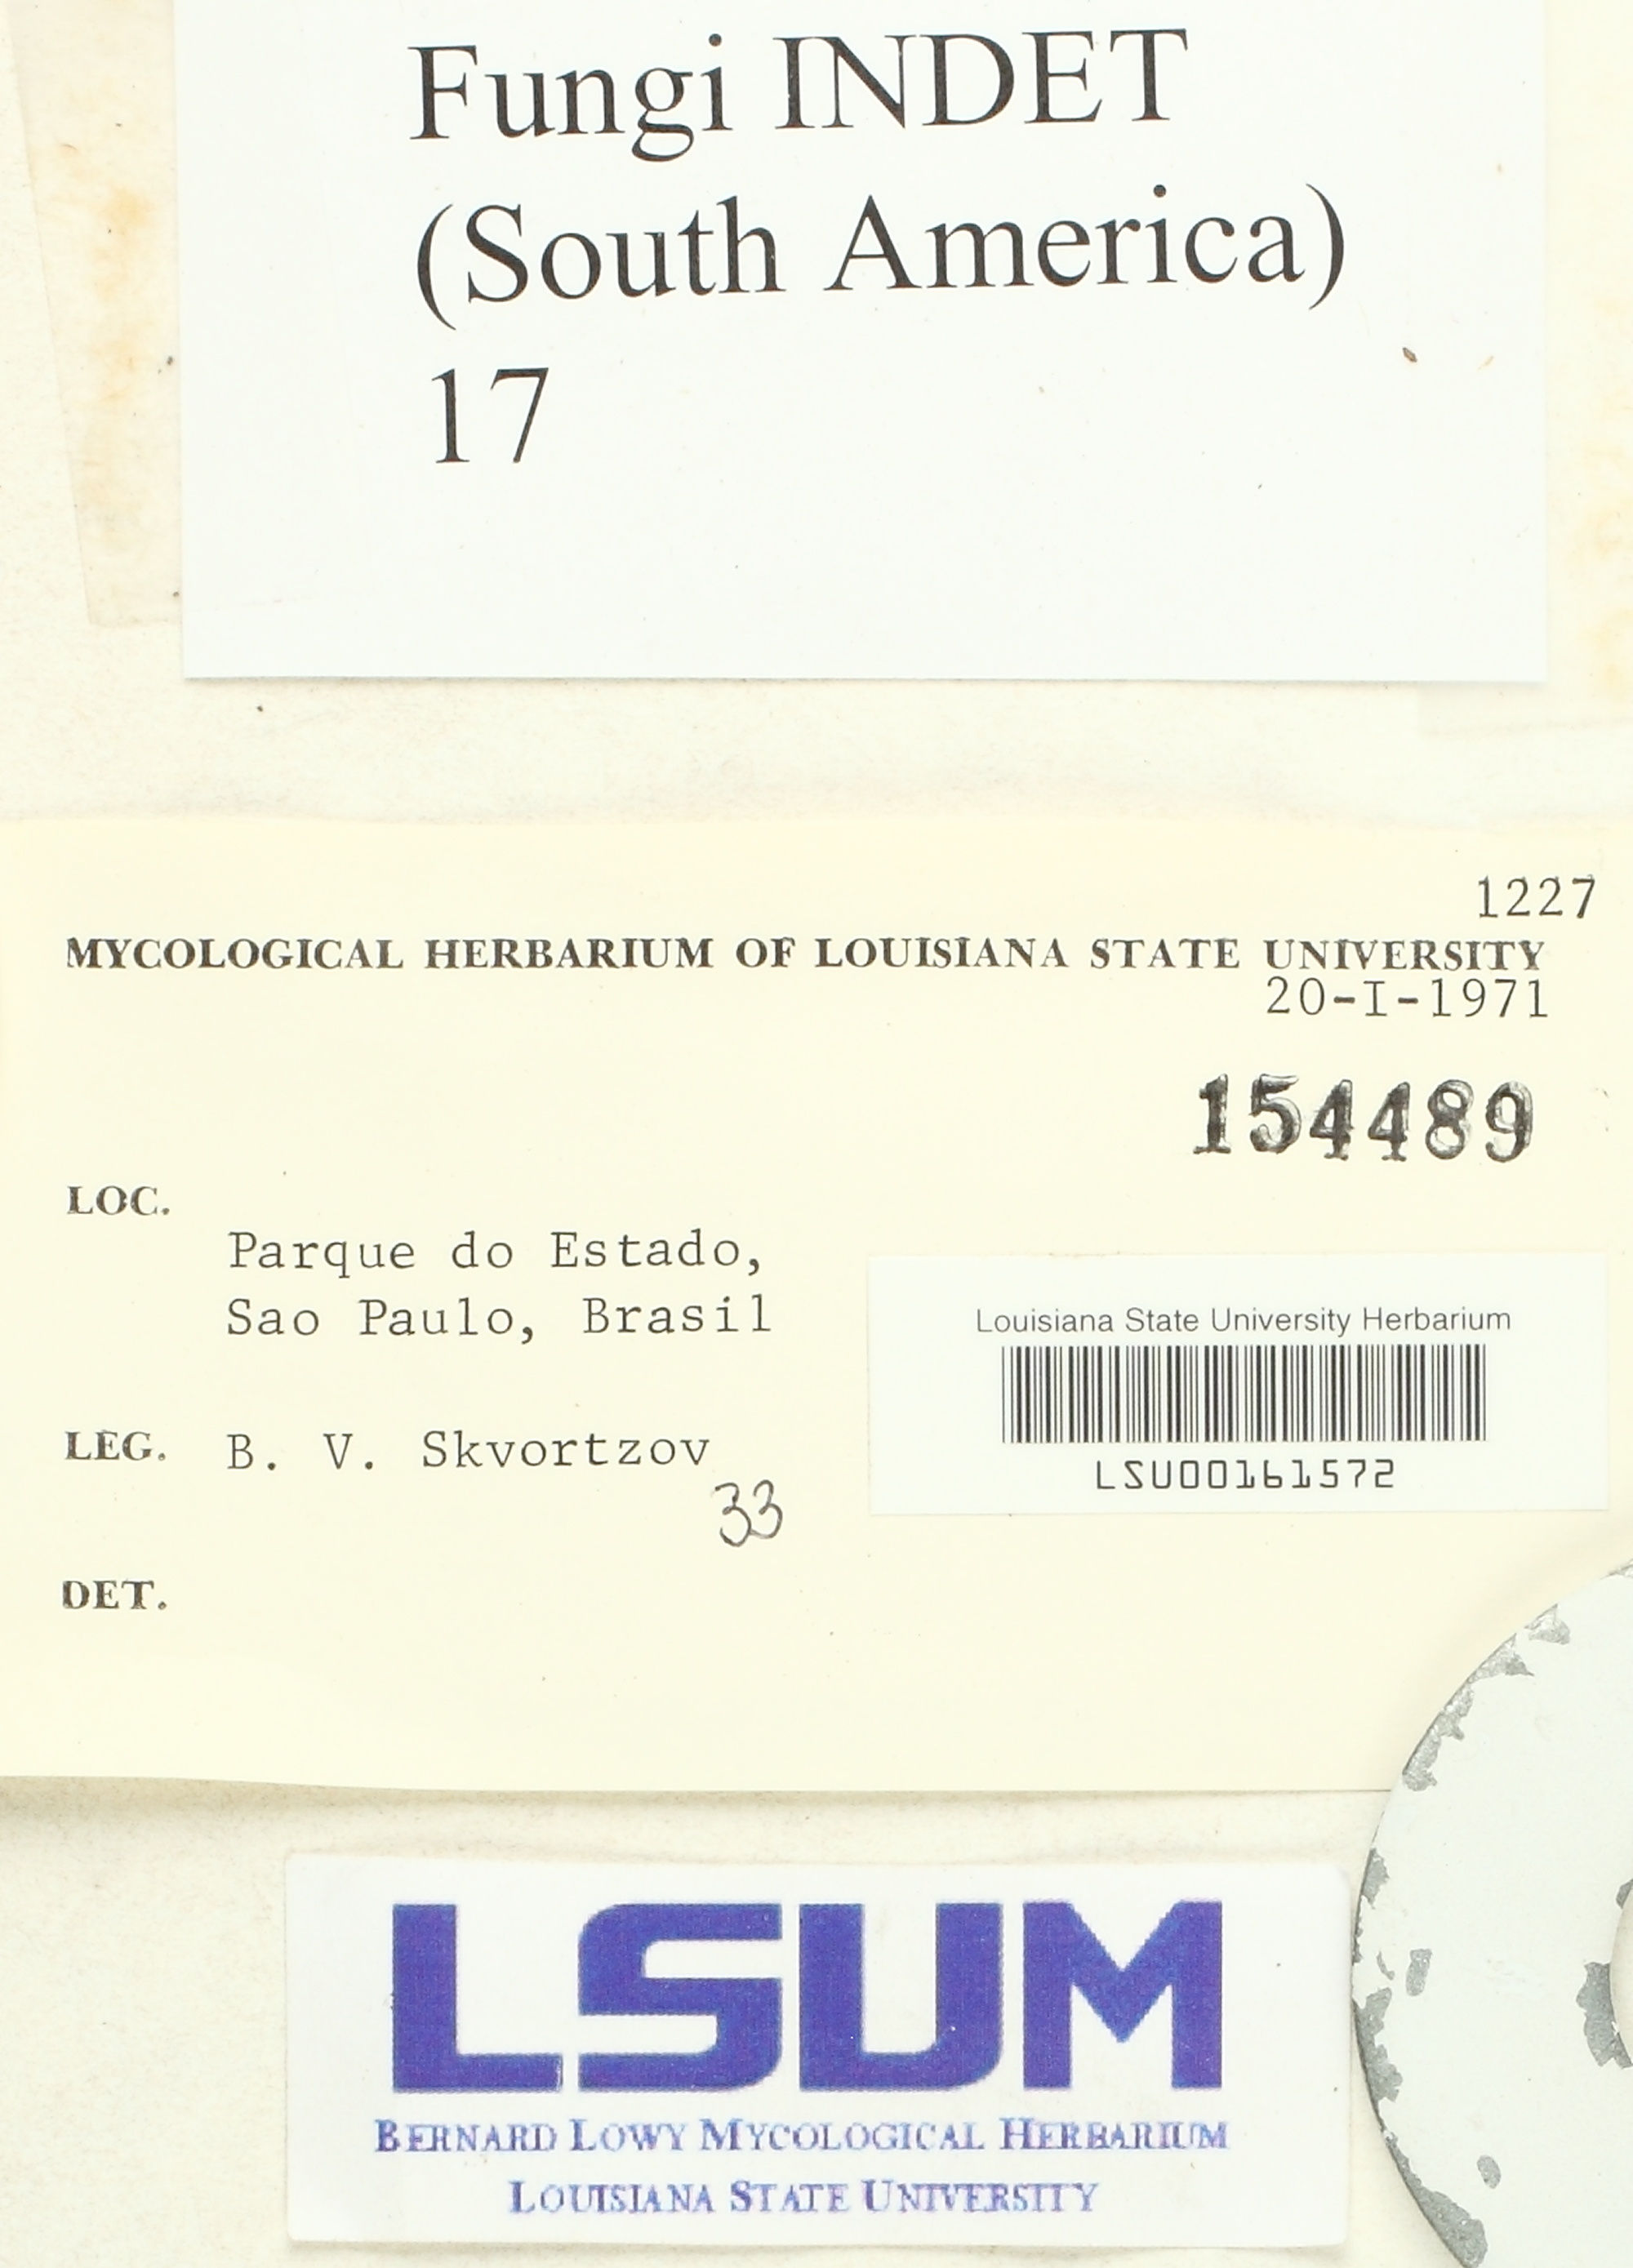 Fungi INDET
(South America)
17
1227
MYCOLOGICAL HERBARIUM OF LOUISIANA STATE UNIVERSITY
20-I-1971
154489
LOC.
Parque do Estado,
Sao Paulo, Brasil
Louisiana State University Herbarium
LSU00161572
LEG. B. V. Skvortzov
33
DET.
LSUM
BERNARD LOWY MYCOLOGICAL HERBARIUM
LOUISIANA STATE UNIVERSITY